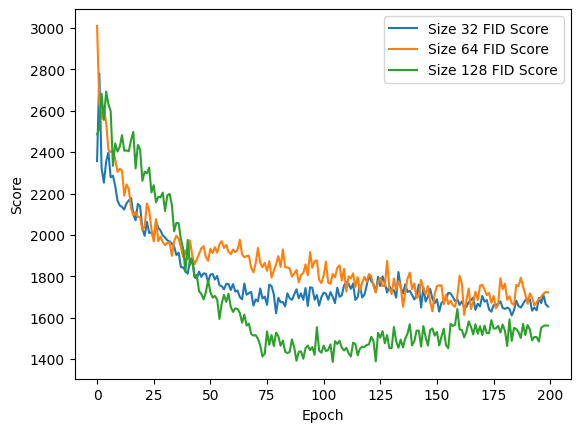 Size 32 FID Score
Size 64 FID Score
Size 128 FID Score
Score
3000
2800
2600
2400
2200
2000
1800
1600
1400
0 25 50 75 100 125 150 175 200
Epoch